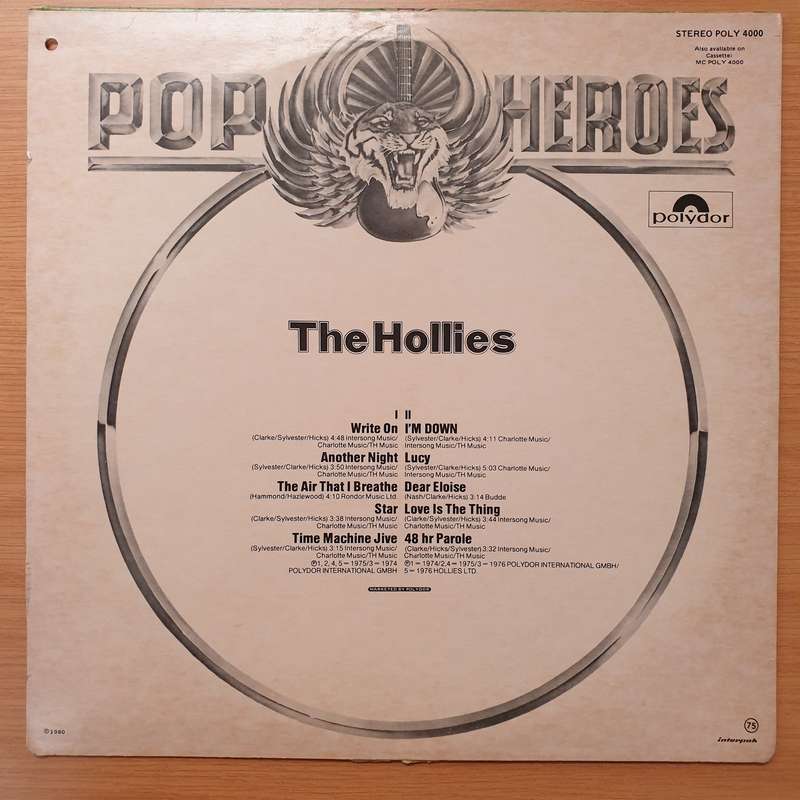 STEREO POLY 4000
Also available on
Cassette:
MC POLY 4000
POP HEROES
polydor
The Hollies
I
Write On
(Clarke/Sylvester/Hicks) 4:48 Intersong Music/
Charlotte Music/TH Music
Another Night
(Sylvester/Clarke/Hicks) 3:50 Intersong Music/
Charlotte Music/TH Music
The Air That I Breathe
(Hammond/Hazlewood) 4:10 Rondor Music Ltd.
Star
(Clarke/Sylvester/Hicks) 3:38 Intersong Music/
Charlotte Music/TH Music
Time Machine Jive
(Sylvester/Clarke/Hicks) 3:15 Intersong Music/
Charlotte Music/TH Music
Ⓟ1, 2, 4, 5 — 1975/3 — 1974
POLYDOR INTERNATIONAL GMBH
II
I'M DOWN
(Sylvester/Clarke/Hicks) 4:11 Charlotte Music/
Intersong Music/TH Music
Lucy
(Sylvester/Clarke/Hicks) 5:03 Charlotte Music/
Intersong Music/TH Music
Dear Eloise
(Nash/Clarke/Hicks) 3:14 Budde
Love Is The Thing
(Clarke/Sylvester/Hicks) 3:44 Intersong Music/
Charlotte Music/TH Music
48 hr Parole
(Clarke/Hicks/Sylvester) 3:32 Intersong Music/
Charlotte Music/TH Music
Ⓟ1 — 1974/2,4 — 1975/3 — 1976 POLYDOR INTERNATIONAL GMBH/
5 — 1976 HOLLIES LTD.
MARKETED BY POLYDOR
© 1980
75
interpak